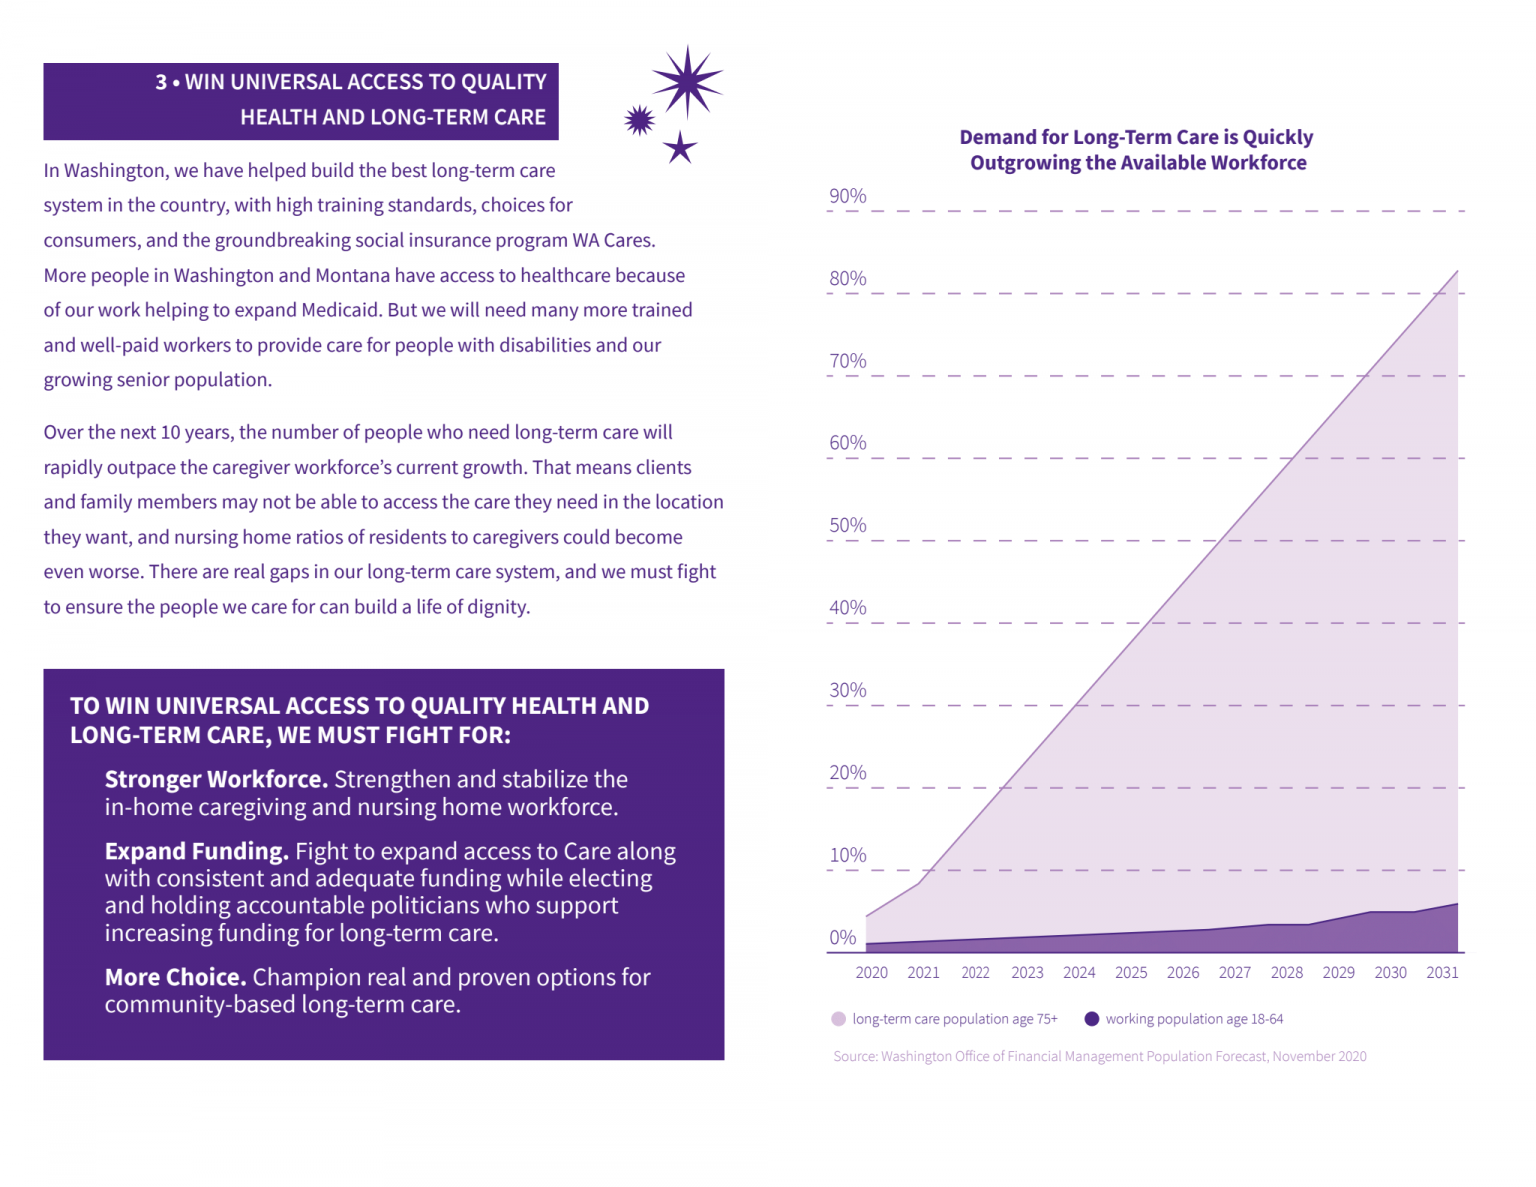 3 • WIN UNIVERSAL ACCESS TO QUALITY
HEALTH AND LONG-TERM CARE
In Washington, we have helped build the best long-term care
system in the country, with high training standards, choices for
consumers, and the groundbreaking social insurance program WA Cares.
More people in Washington and Montana have access to healthcare because
of our work helping to expand Medicaid. But we will need many more trained
and well-paid workers to provide care for people with disabilities and our
growing senior population.
Over the next 10 years, the number of people who need long-term care will
rapidly outpace the caregiver workforce’s current growth. That means clients
and family members may not be able to access the care they need in the location
they want, and nursing home ratios of residents to caregivers could become
even worse. There are real gaps in our long-term care system, and we must fight
to ensure the people we care for can build a life of dignity.
TO WIN UNIVERSAL ACCESS TO QUALITY HEALTH AND
LONG-TERM CARE, WE MUST FIGHT FOR:
Stronger Workforce. Strengthen and stabilize the
in-home caregiving and nursing home workforce.
Expand Funding. Fight to expand access to Care along
with consistent and adequate funding while electing
and holding accountable politicians who support
increasing funding for long-term care.
More Choice. Champion real and proven options for
community-based long-term care.
Demand for Long-Term Care is Quickly
Outgrowing the Available Workforce
90%
80%
70%
60%
50%
40%
30%
20%
10%
0%
2020 2021 2022 2023 2024 2025 2026 2027 2028 2029 2030 2031
long-term care population age 75+ working population age 18-64
Source: Washington Office of Financial Management Population Forecast, November 2020